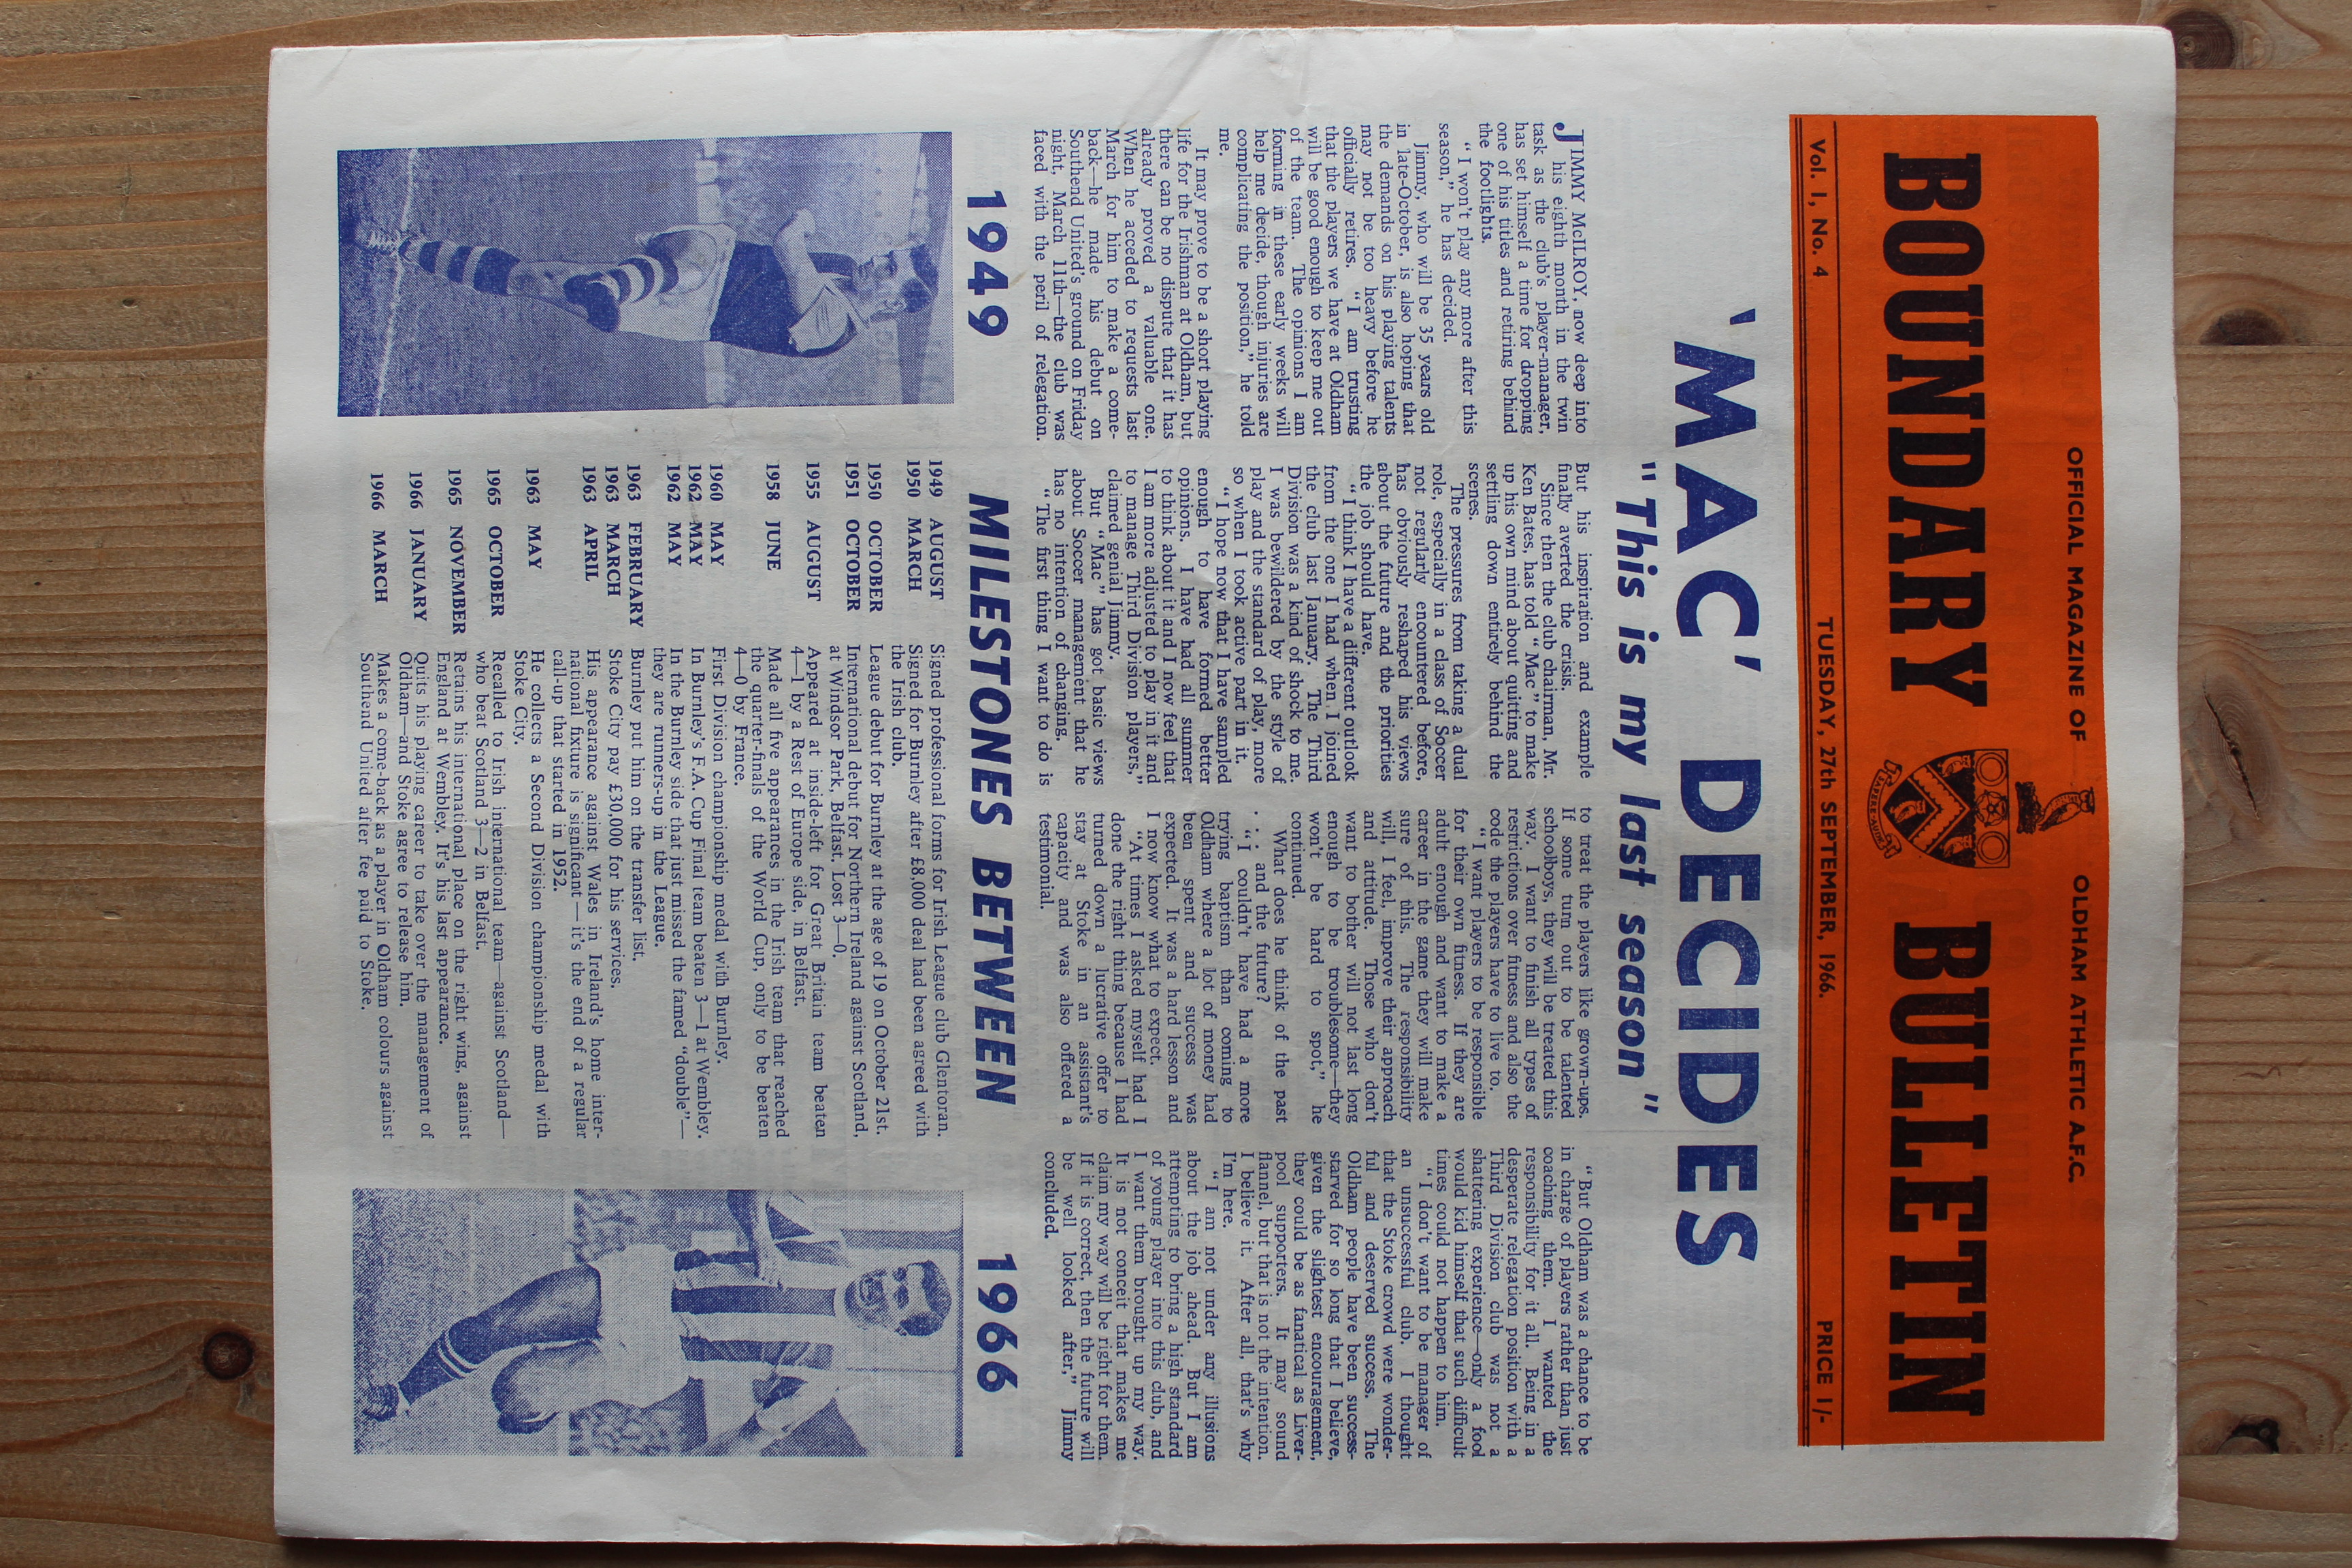 OFFICIAL MAGAZINE OF OLDHAM ATHLETIC A.F.C.
BOUNDARY BULLETIN
SAPERE·AUDE
Vol. 1, No. 4 TUESDAY, 27th SEPTEMBER, 1966. PRICE 1/-
'MAC' DECIDES
"This is my last season"
JIMMY McILROY, now deep into
his eighth month in the twin
task as the club's player-manager,
has set himself a time for dropping
one of his titles and retiring behind
the footlights.
"I won't play any more after this
season," he has decided.
Jimmy, who will be 35 years old
in late-October, is also hoping that
the demands on his playing talents
may not be too heavy before he
officially retires. "I am trusting
that the players we have at Oldham
will be good enough to keep me out
of the team. The opinions I am
forming in these early weeks will
help me decide, though injuries are
complicating the position," he told
me.
It may prove to be a short playing
life for the Irishman at Oldham, but
there can be no dispute that it has
already proved a valuable one.
When he acceded to requests last
March for him to make a come-
back—he made his debut on
Southend United's ground on Friday
night, March 11th—the club was
faced with the peril of relegation.
But his inspiration and example
finally averted the crisis.
Since then the club chairman, Mr.
Ken Bates, has told "Mac" to make
up his own mind about quitting and
settling down entirely behind the
scenes.
The pressures from taking a dual
role, especially in a class of Soccer
not regularly encountered before,
has obviously reshaped his views
about the future and the priorities
the job should have.
"I think I have a different outlook
from the one I had when I joined
the club last January. The Third
Division was a kind of shock to me.
I was bewildered by the style of
play and the standard of play, more
so when I took active part in it.
"I hope now that I have sampled
enough to have formed better
opinions. I have had all summer
to think about it and I now feel that
I am more adjusted to play in it and
to manage Third Division players,"
claimed genial Jimmy.
But "Mac" has got basic views
about Soccer management that he
has no intention of changing.
"The first thing I want to do is
to treat the players like grown-ups.
If some turn out to be talented
schoolboys, they will be treated this
way. I want to finish all types of
restrictions over fitness and also the
code the players have to live to.
"I want players to be responsible
for their own fitness. If they are
adult enough and want to make a
career in the game they will make
sure of this. The responsibility
will, I feel, improve their approach
and attitude. Those who don't
want to bother will not last long
enough to be troublesome—they
won't be hard to spot," he
continued.
What does he think of the past
. . . and the future?
"I couldn't have had a more
trying baptism than coming to
Oldham where a lot of money had
been spent and success was
expected. It was a hard lesson and
I now know what to expect.
"At times I asked myself had I
done the right thing because I had
turned down a lucrative offer to
stay at Stoke in an assistant's
capacity and was also offered a
testimonial.
"But Oldham was a chance to be
in charge of players rather than just
coaching them. I wanted the
responsibility for it all. Being in a
desperate relegation position with a
Third Division club was not a
shattering experience—only a fool
would kid himself that such difficult
times could not happen to him.
"I don't want to be manager of
an unsuccessful club. I thought
that the Stoke crowd were wonder-
ful and deserved success. The
Oldham people have been success-
starved for so long that I believe,
given the slightest encouragement,
they could be as fanatical as Liver-
pool supporters. It may sound
flannel, but that is not the intention.
I believe it. After all, that's why
I'm here.
"I am not under any illusions
about the job ahead. But I am
attempting to bring a high standard
of young player into this club, and
I want them brought up my way.
It is not conceit that makes me
claim my way will be right for them.
If it is correct, then the future will
be well looked after," Jimmy
concluded.
1949 MILESTONES BETWEEN 1966
1949 AUGUST Signed professional forms for Irish League club Glentoran.
1950 MARCH Signed for Burnley after £8,000 deal had been agreed with
the Irish club.
1950 OCTOBER League debut for Burnley at the age of 19 on October 21st.
1951 OCTOBER International debut for Northern Ireland against Scotland,
at Windsor Park, Belfast. Lost 3—0.
1955 AUGUST Appeared at inside-left for Great Britain team beaten
4—1 by a Rest of Europe side, in Belfast.
1958 JUNE Made all five appearances in the Irish team that reached
the quarter-finals of the World Cup, only to be beaten
4—0 by France.
1960 MAY First Division championship medal with Burnley.
1962 MAY In Burnley's F.A. Cup Final team beaten 3—1 at Wembley.
1962 MAY In the Burnley side that just missed the famed "double"—
they are runners-up in the League.
1963 FEBRUARY Burnley put him on the transfer list.
1963 MARCH Stoke City pay £30,000 for his services.
1963 APRIL His appearance against Wales in Ireland's home inter-
national fixture is significant—it's the end of a regular
call-up that started in 1952.
1963 MAY He collects a Second Division championship medal with
Stoke City.
1965 OCTOBER Recalled to Irish international team—against Scotland—
who beat Scotland 3—2 in Belfast.
1965 NOVEMBER Retains his international place on the right wing, against
England at Wembley. It's his last appearance.
1966 JANUARY Quits his playing career to take over the management of
Oldham—and Stoke agree to release him.
1966 MARCH Makes a come-back as a player in Oldham colours against
Southend United after fee paid to Stoke.